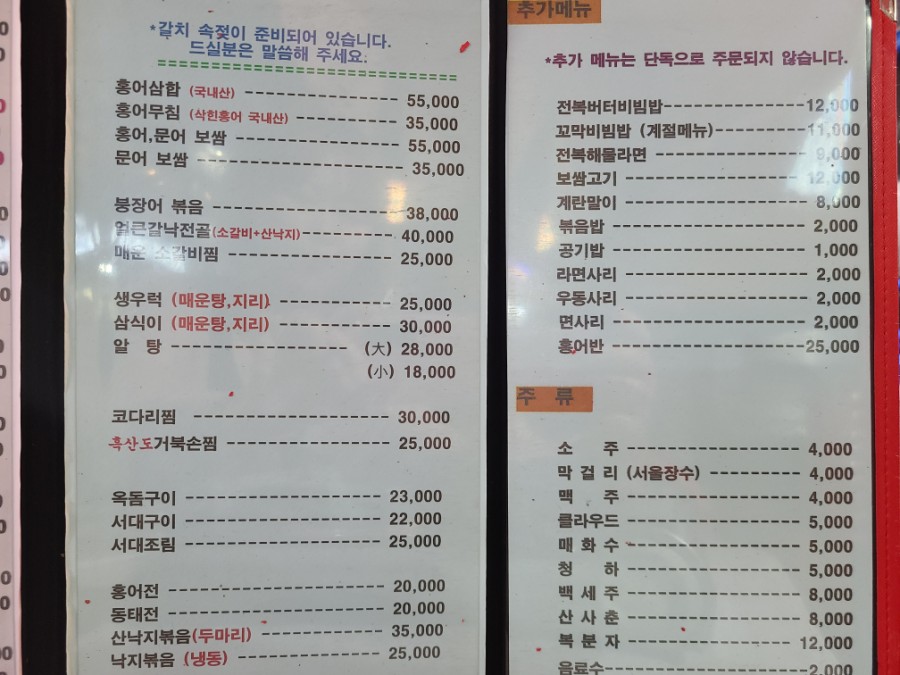 *갈치 속젖이 준비되어 있습니다.
드실분은 말씀해 주세요.
홍어삼합 (국내산) 55,000
홍어무침 (삭힌홍어 국내산) 35,000
홍어,문어 보쌈 55,000
문어 보쌈 35,000
붕장어 볶음 38,000
얼큰갈낙전골(소갈비+산낙지) 40,000
매운 소갈비찜 25,000
생우럭 (매운탕,지리) 25,000
삼식이 (매운탕,지리) 30,000
알 탕 (大) 28,000
(小) 18,000
코다리찜 30,000
흑산도거북손찜 25,000
옥돔구이 23,000
서대구이 22,000
서대조림 25,000
홍어전 20,000
동태전 20,000
산낙지볶음(두마리) 35,000
낙지볶음 (냉동) 25,000
추가메뉴
*추가 메뉴는 단독으로 주문되지 않습니다.
전복버터비빔밥 12,000
꼬막비빔밥 (계절메뉴) 11,000
전복해물라면 9,000
보쌈고기 12,000
계란말이 8,000
볶음밥 2,000
공기밥 1,000
라면사리 2,000
우동사리 2,000
면사리 2,000
홍어반 25,000
주 류
소 주 4,000
막 걸 리 (서울장수) 4,000
맥 주 4,000
클라우드 5,000
매 화 수 5,000
청 하 5,000
백 세 주 8,000
산 사 춘 8,000
복 분 자 12,000
음료수 2,000